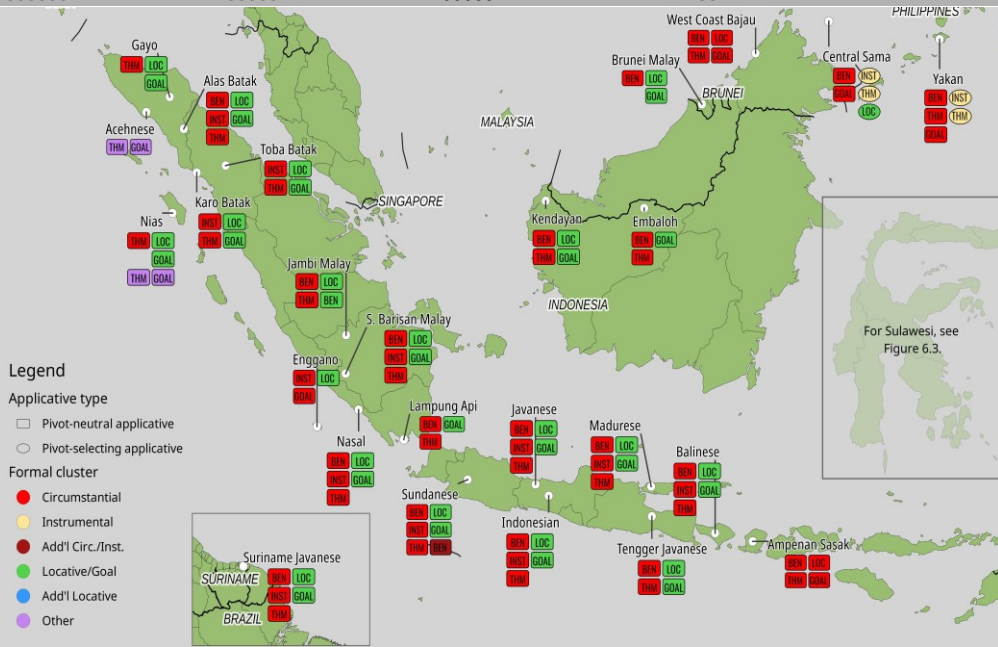 PHILIPPINES
West Coast Bajau
BEN LOC
THM GOAL
Central Sama
BEN INST
GOAL THM
LOC
Yakan
BEN INST
THM THM
GOAL
Gayo
THM LOC
GOAL
Alas Batak
BEN LOC
INST GOAL
THM
Brunei Malay
BEN LOC
GOAL
BRUNEI
MALAYSIA
Acehnese
THM GOAL
Toba Batak
INST LOC
THM GOAL
SINGAPORE
Karo Batak
INST LOC
THM GOAL
Nias
THM LOC
GOAL
THM GOAL
Kendayan
BEN LOC
THM GOAL
Embaloh
BEN GOAL
THM
Jambi Malay
BEN LOC
THM BEN
INDONESIA
S. Barisan Malay
BEN LOC
INST GOAL
THM
For Sulawesi, see
Figure 6.3.
Enggano
INST LOC
GOAL
Lampung Api
BEN GOAL
THM
Nasal
BEN LOC
INST GOAL
THM
Javanese
BEN LOC
INST GOAL
THM
Madurese
BEN LOC
INST GOAL
THM
Balinese
BEN LOC
INST GOAL
THM
Sundanese
BEN LOC
INST GOAL
THM BEN
Indonesian
BEN LOC
INST GOAL
THM
Tengger Javanese
BEN LOC
THM GOAL
Ampenan Sasak
BEN LOC
THM GOAL
Suriname Javanese
BEN LOC
INST GOAL
THM
SURINAME
BRAZIL
Legend
Applicative type
Pivot-neutral applicative
Pivot-selecting applicative
Formal cluster
Circumstantial
Instrumental
Add'l Circ./Inst.
Locative/Goal
Add'l Locative
Other